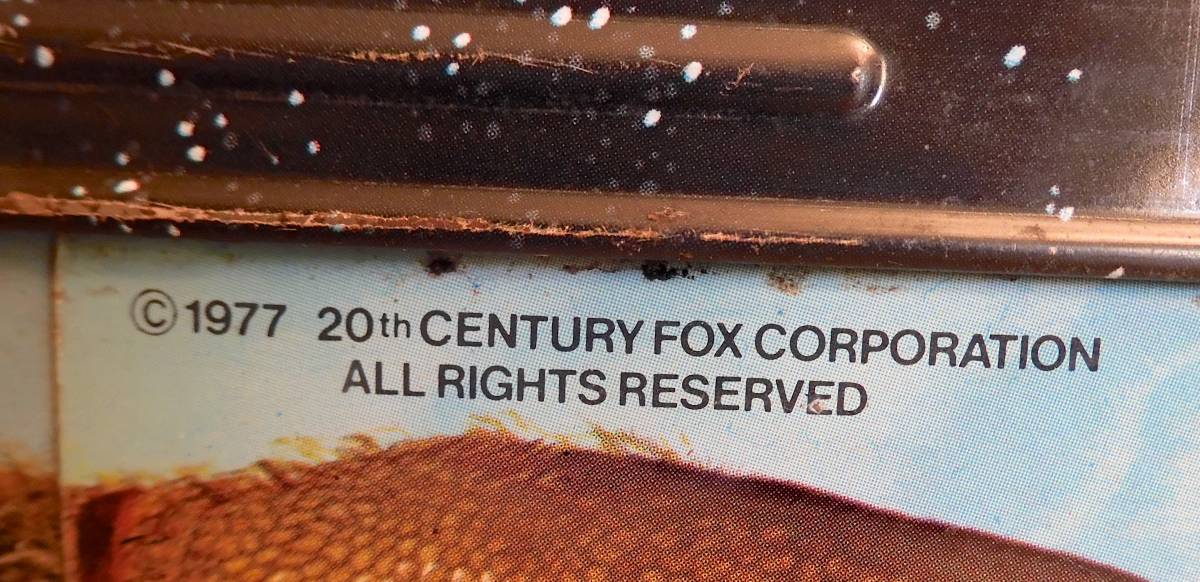 ©1977 20th CENTURY FOX CORPORATION
ALL RIGHTS RESERVED